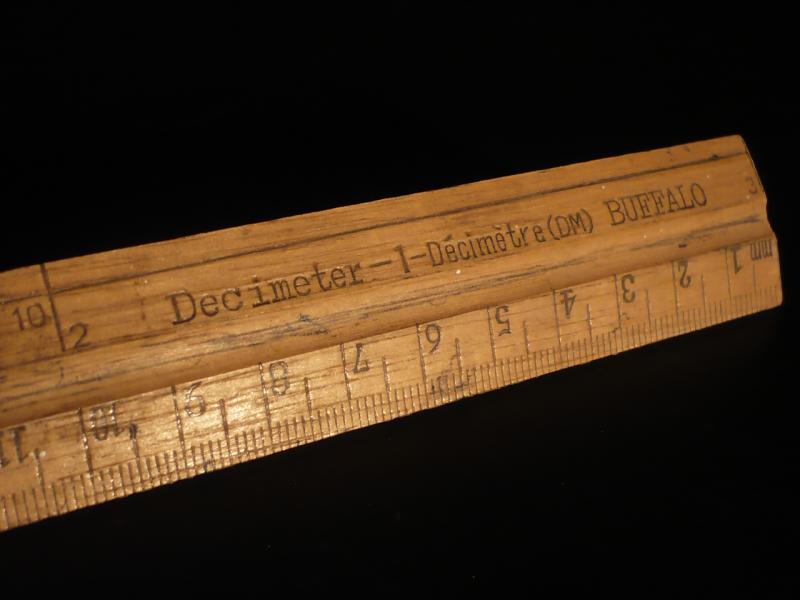 10 2 Decimeter-1-Décimètre(DM) BUFFALO 3
11 10 9 8 7 6 5 4 3 2 1 mm